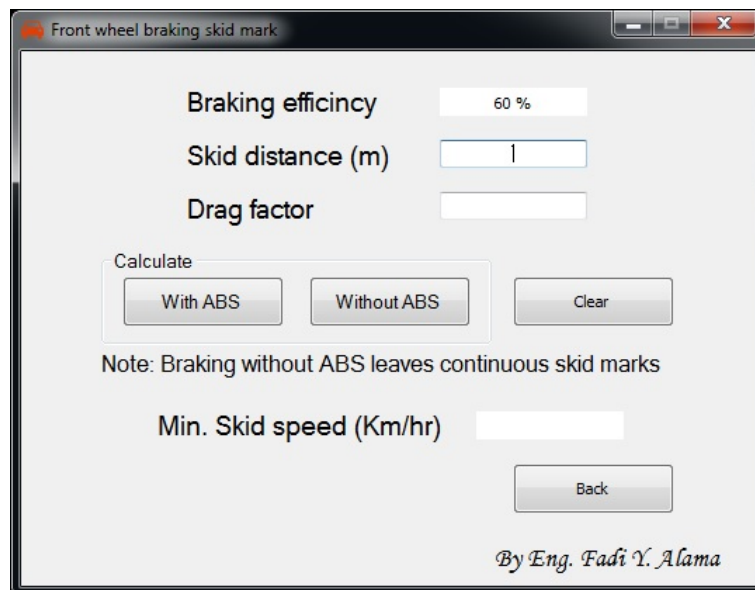 Front wheel braking skid mark
Braking efficincy 60 %
Skid distance (m)
Drag factor
Calculate
With ABS Without ABS Clear
Note: Braking without ABS leaves continuous skid marks
Min. Skid speed (Km/hr)
Back
By Eng. Fadi Y. Alama